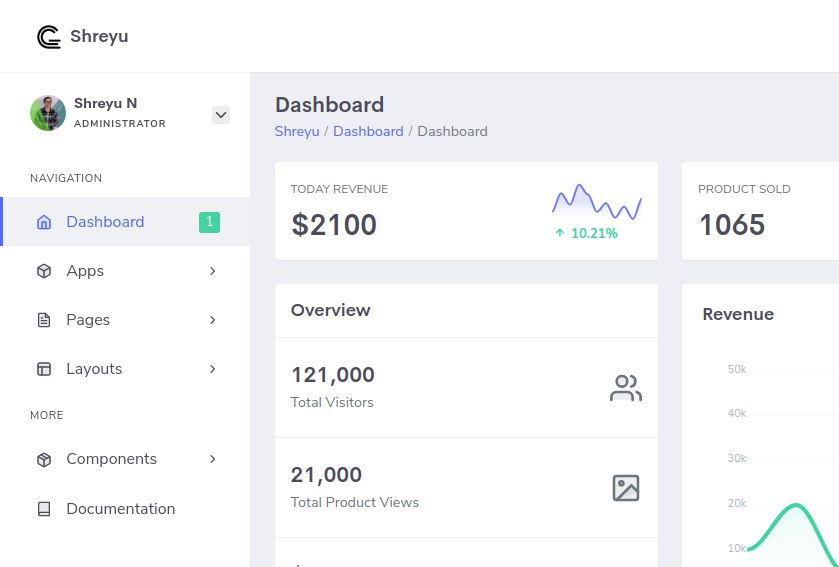 Shreyu
Shreyu N
ADMINISTRATOR
NAVIGATION
Dashboard 1
Apps
Pages
Layouts
MORE
Components
Documentation
Dashboard
Shreyu / Dashboard / Dashboard
TODAY REVENUE
$2100
10.21%
PRODUCT SOLD
1065
Overview
121,000
Total Visitors
21,000
Total Product Views
Revenue
50k
40k
30k
20k
10k